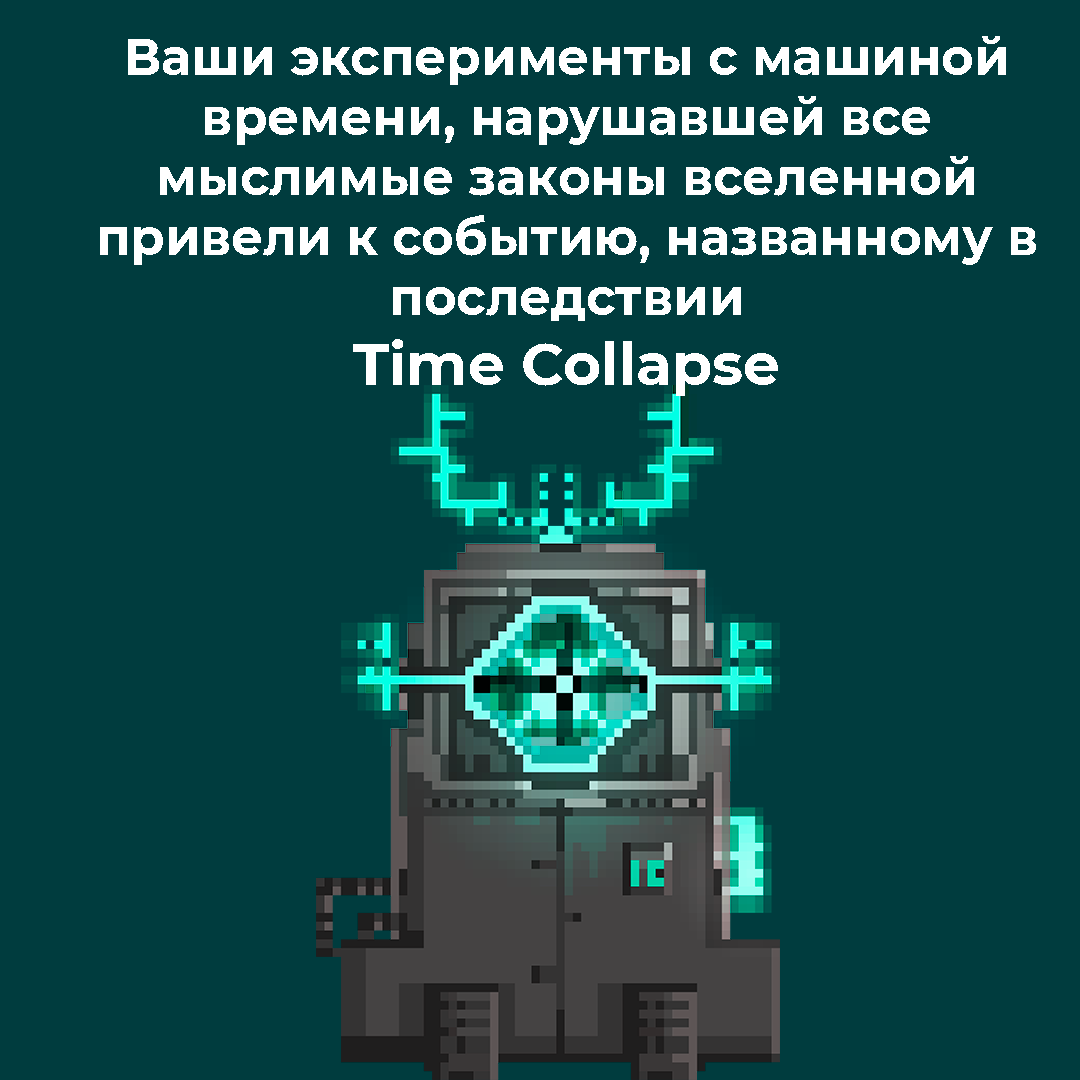 Ваши эксперименты с машиной
времени, нарушавшей все
мыслимые законы вселенной
привели к событию, названному в
последствии
Time Collapse